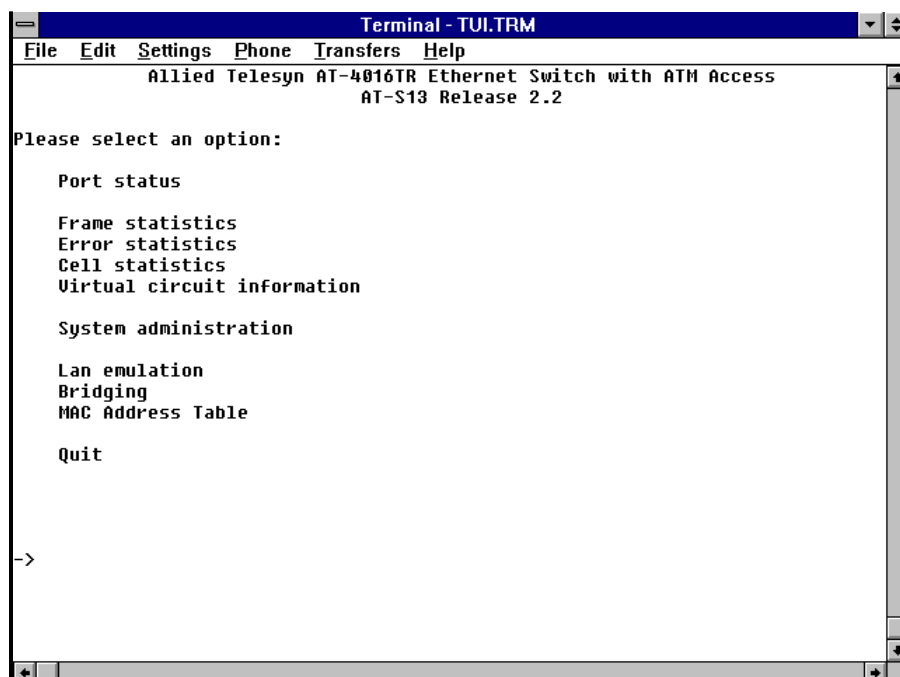 Terminal - TUI.TRM
File Edit Settings Phone Transfers Help
Allied Telesyn AT-4016TR Ethernet Switch with ATM Access
AT-S13 Release 2.2
Please select an option:
Port status
Frame statistics
Error statistics
Cell statistics
Virtual circuit information
System administration
Lan emulation
Bridging
MAC Address Table
Quit
->